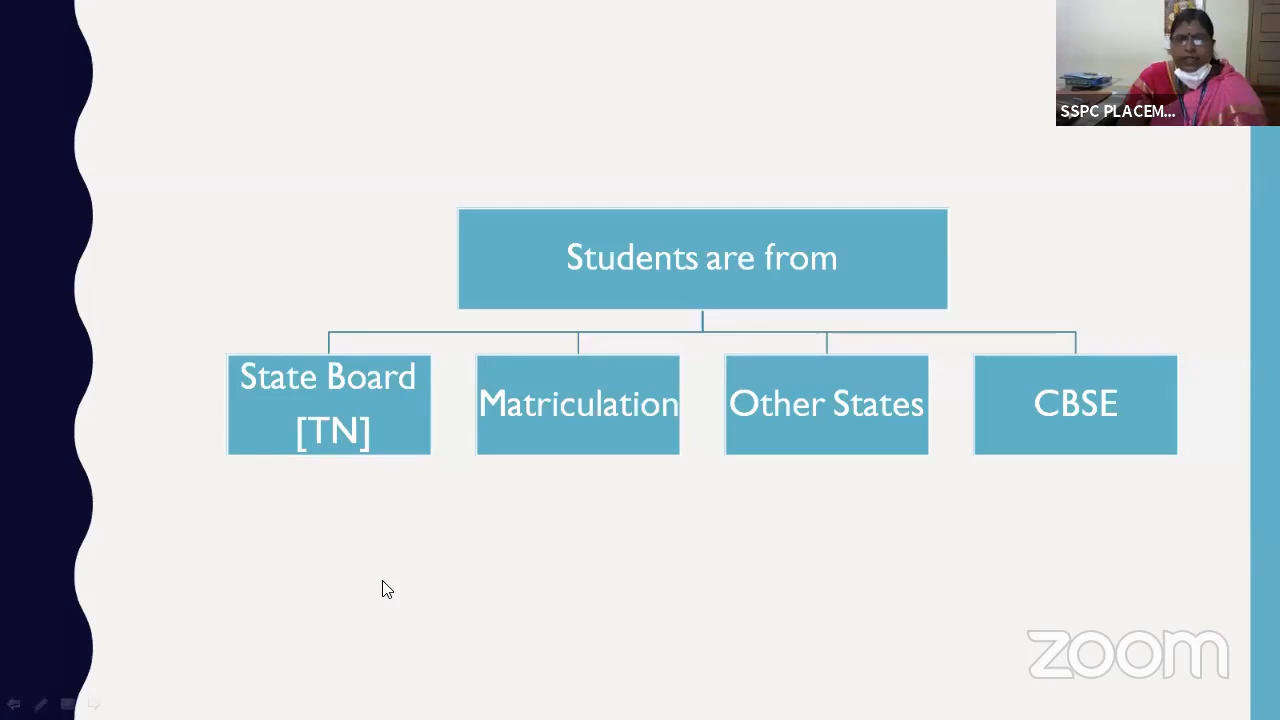 SSPC PLACEM...
Students are from
State Board
[TN]
Matriculation
Other States
CBSE
zoom